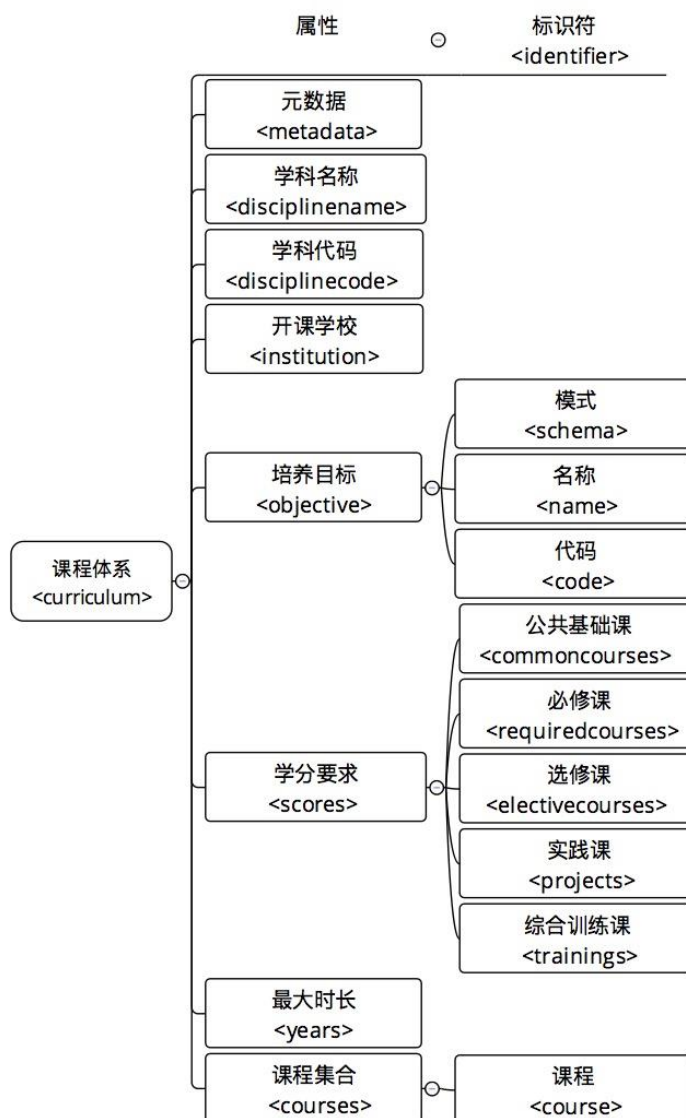 属性
标识符
<identifier>
元数据
<metadata>
学科名称
<disciplinename>
学科代码
<disciplinecode>
开课学校
<institution>
模式
<schema>
培养目标
<objective>
名称
<name>
代码
<code>
课程体系
<curriculum>
公共基础课
<commoncourses>
必修课
<requiredcourses>
学分要求
<scores>
选修课
<electivecourses>
实践课
<projects>
综合训练课
<trainings>
最大时长
<years>
课程集合
<courses>
课程
<course>